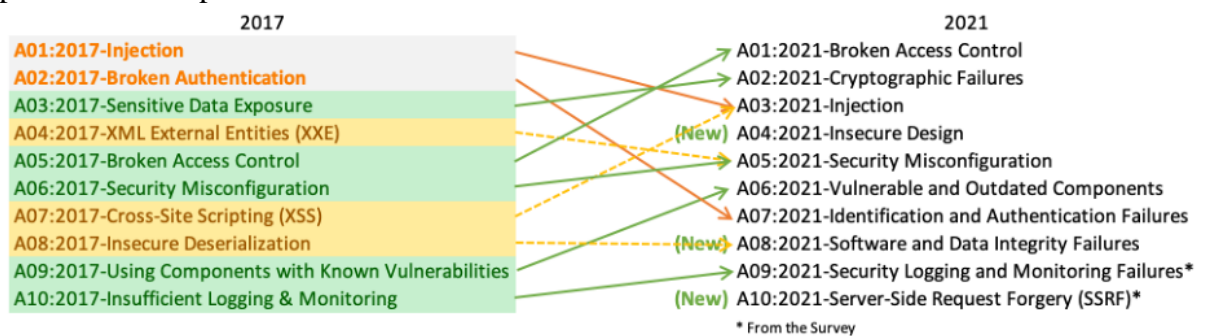 2017
A01:2017-Injection
A02:2017-Broken Authentication
A03:2017-Sensitive Data Exposure
A04:2017-XML External Entities (XXE)
A05:2017-Broken Access Control
A06:2017-Security Misconfiguration
A07:2017-Cross-Site Scripting (XSS)
A08:2017-Insecure Deserialization
A09:2017-Using Components with Known Vulnerabilities
A10:2017-Insufficient Logging & Monitoring
2021
A01:2021-Broken Access Control
A02:2021-Cryptographic Failures
A03:2021-Injection
(New) A04:2021-Insecure Design
A05:2021-Security Misconfiguration
A06:2021-Vulnerable and Outdated Components
A07:2021-Identification and Authentication Failures
(New) A08:2021-Software and Data Integrity Failures
A09:2021-Security Logging and Monitoring Failures*
(New) A10:2021-Server-Side Request Forgery (SSRF)*
* From the Survey